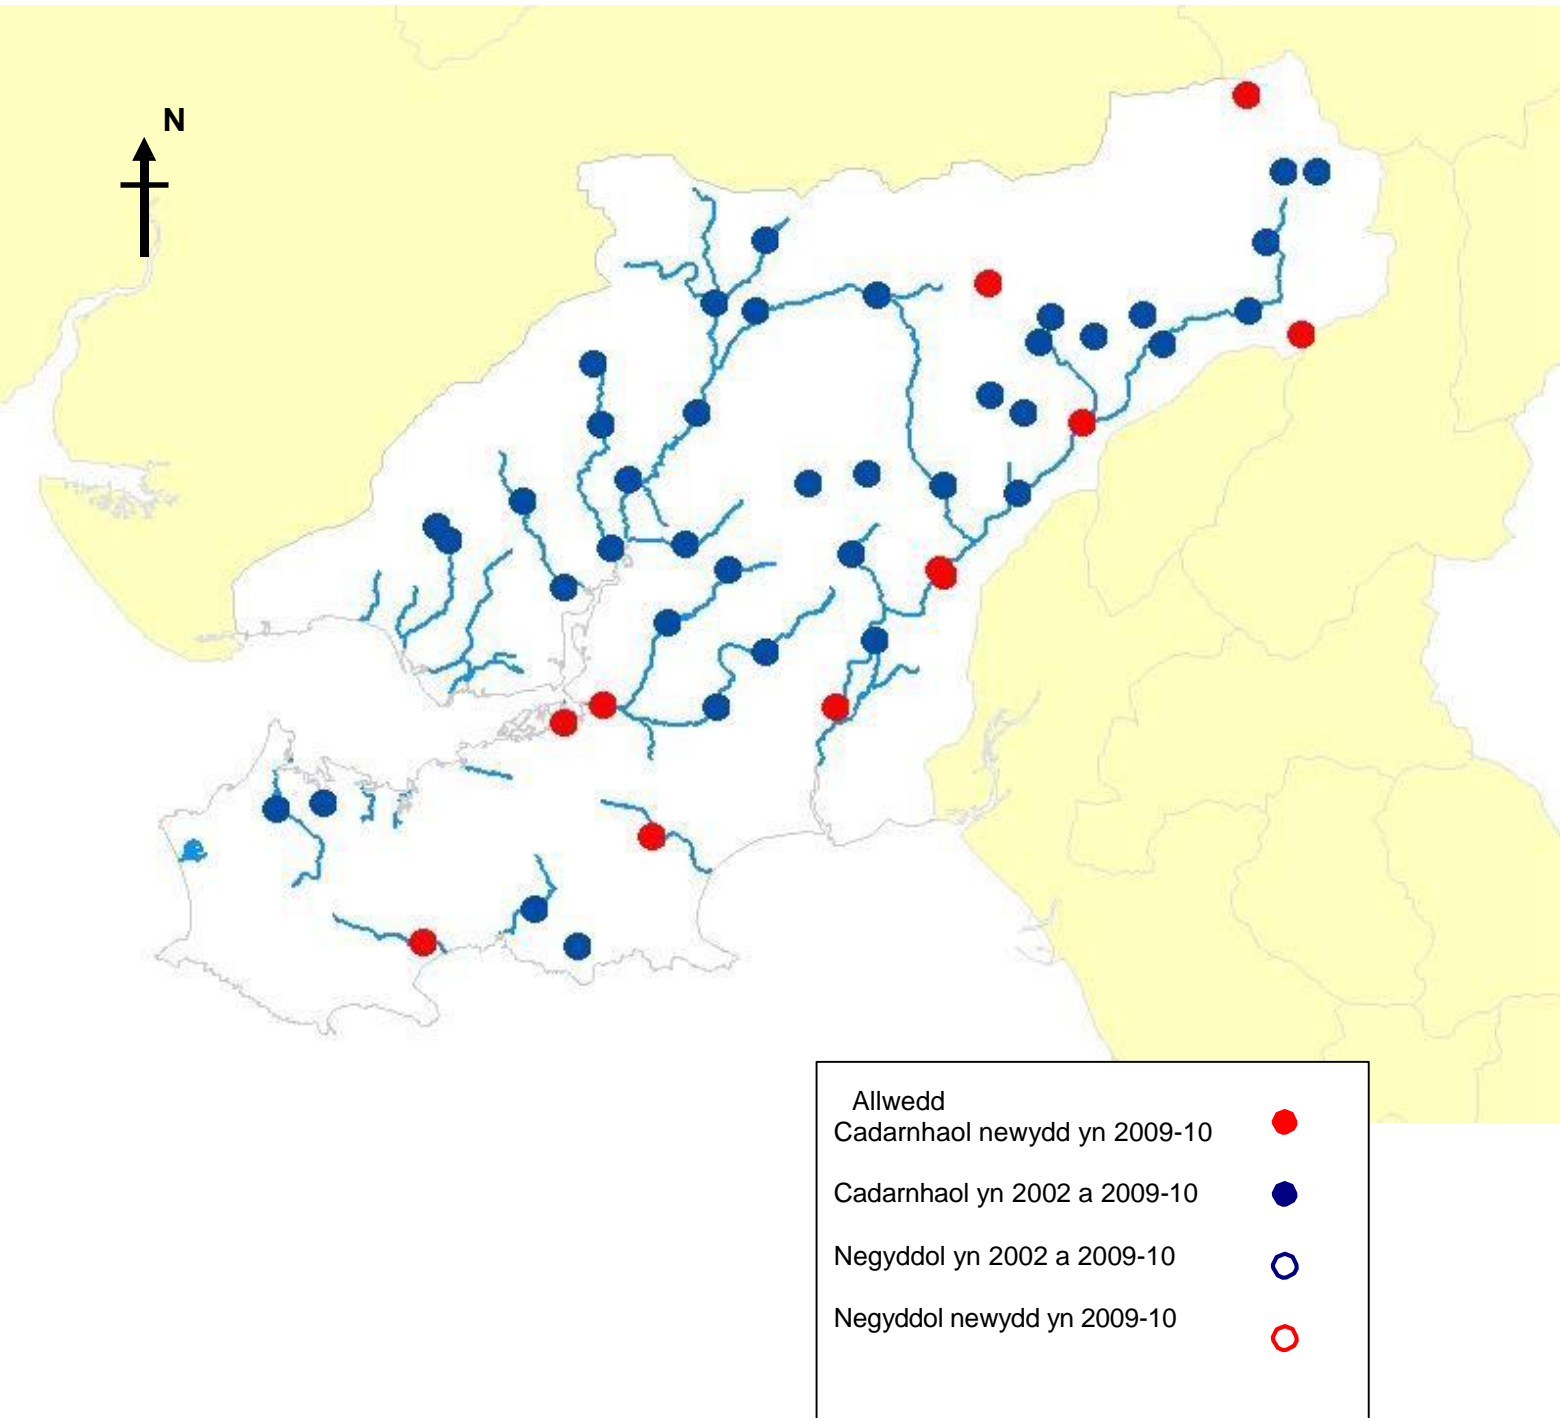 N
Allwedd
Cadarnhaol newydd yn 2009-10
Cadarnhaol yn 2002 a 2009-10
Negyddol yn 2002 a 2009-10
Negyddol newydd yn 2009-10